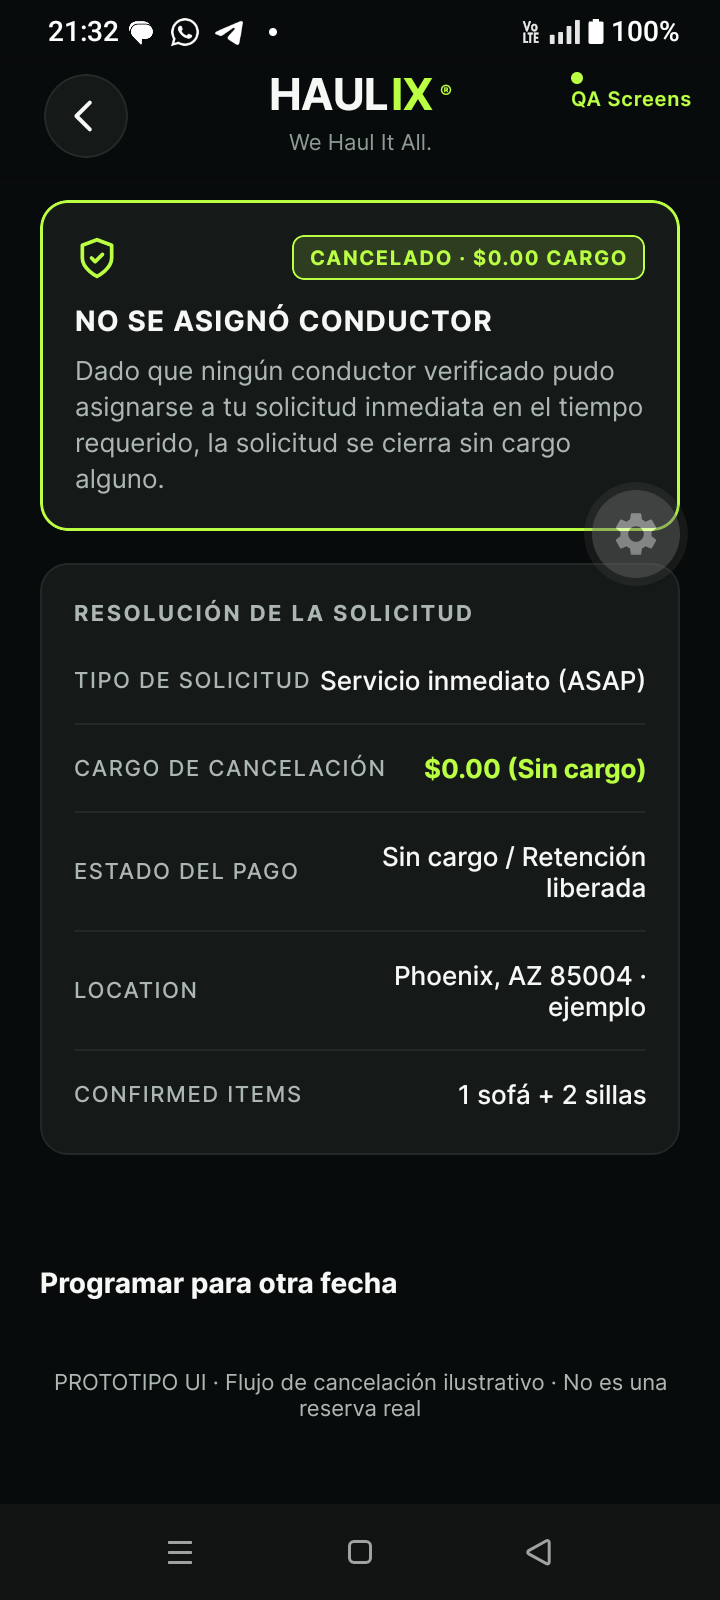 21:32
Vo LTE
100%
HAULIX ®
We Haul It All.
QA Screens
CANCELADO · $0.00 CARGO
NO SE ASIGNÓ CONDUCTOR
Dado que ningún conductor verificado pudo
asignarse a tu solicitud inmediata en el tiempo
requerido, la solicitud se cierra sin cargo
alguno.
RESOLUCIÓN DE LA SOLICITUD
TIPO DE SOLICITUD Servicio inmediato (ASAP)
CARGO DE CANCELACIÓN $0.00 (Sin cargo)
ESTADO DEL PAGO Sin cargo / Retención
liberada
LOCATION Phoenix, AZ 85004 ·
ejemplo
CONFIRMED ITEMS 1 sofá + 2 sillas
Programar para otra fecha
PROTOTIPO UI · Flujo de cancelación ilustrativo · No es una
reserva real